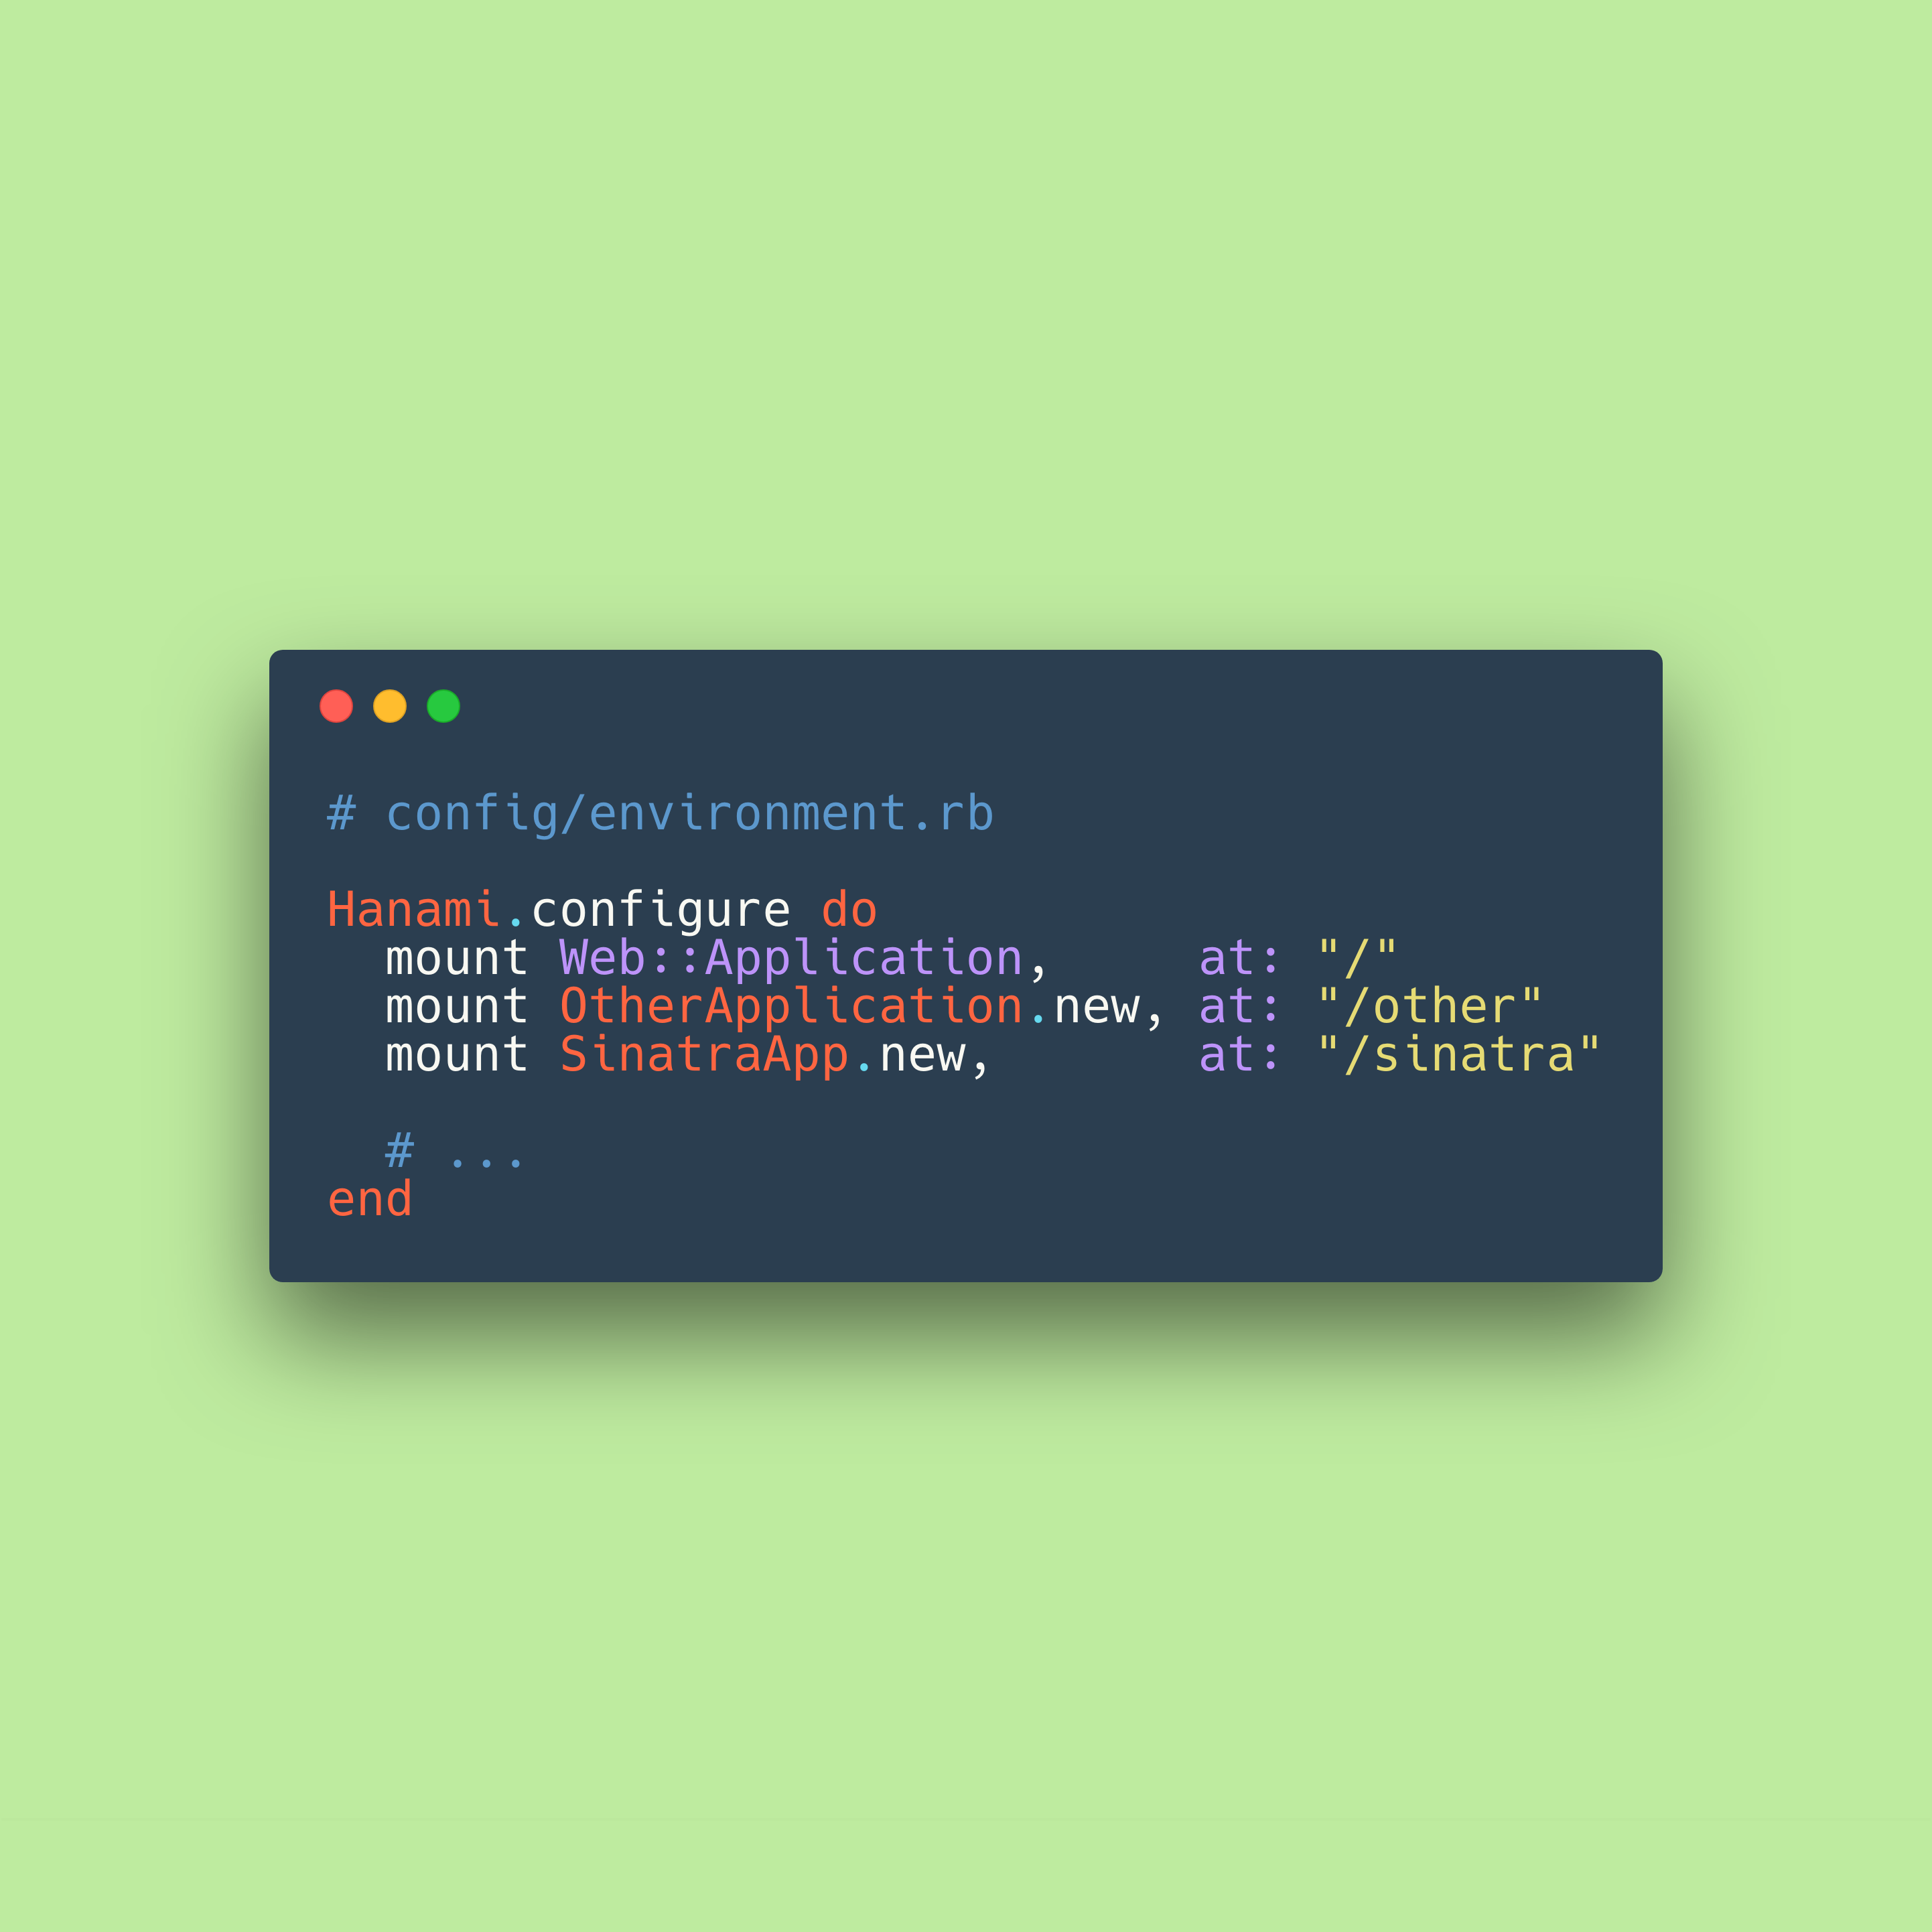 # config/environment.rb

Hanami.configure do
  mount Web::Application,     at: "/"
  mount OtherApplication.new, at: "/other"
  mount SinatraApp.new,       at: "/sinatra"

  # ...
end